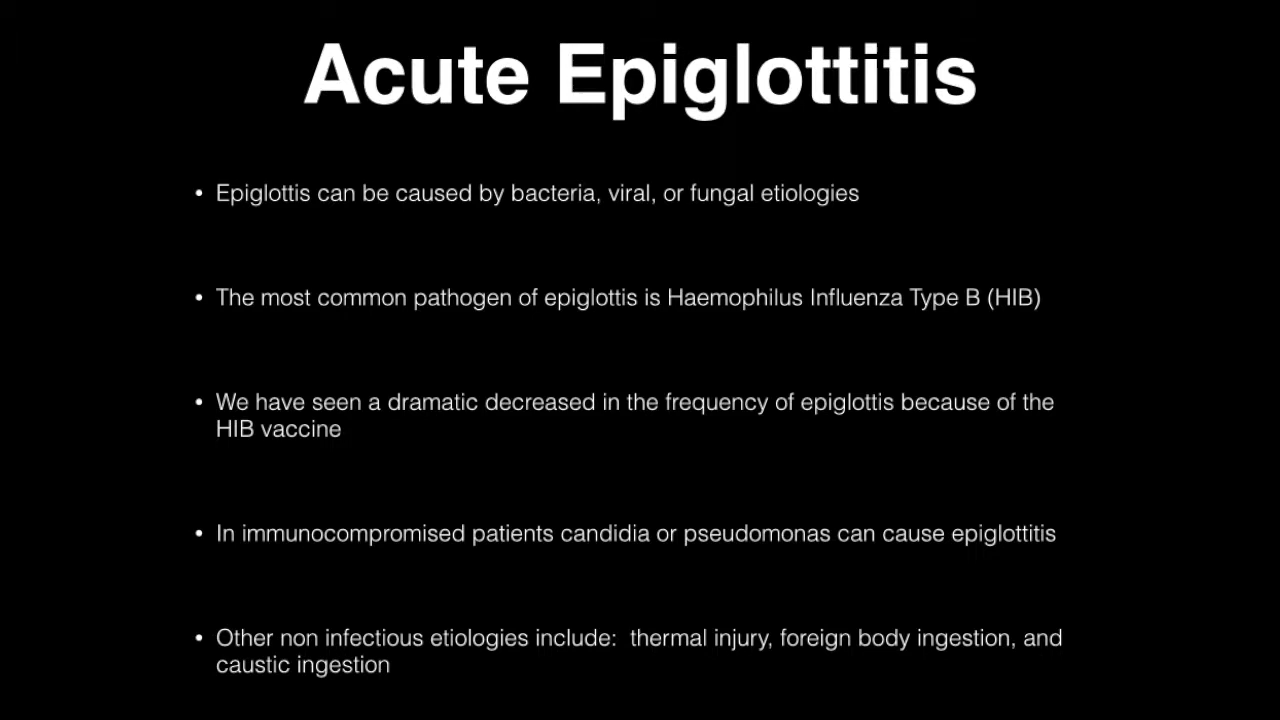 Acute Epiglottitis
• Epiglottis can be caused by bacteria, viral, or fungal etiologies
• The most common pathogen of epiglottis is Haemophilus Influenza Type B (HIB)
• We have seen a dramatic decreased in the frequency of epiglottis because of the
HIB vaccine
• In immunocompromised patients candidia or pseudomonas can cause epiglottitis
• Other non infectious etiologies include:  thermal injury, foreign body ingestion, and
caustic ingestion